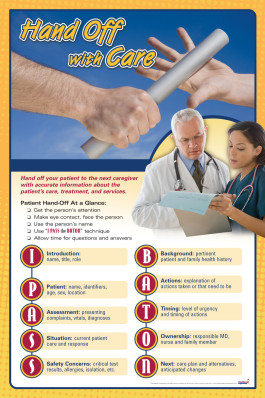 Hand Off
with Care
Hand off your patient to the next caregiver
with accurate information about the
patient's care, treatment, and services.
Patient Hand-Off At a Glance:
❑ Get the person's attention
❑ Make eye contact, face the person
❑ Use the person's name
❑ Use "I PASS the BATON" technique
❑ Allow time for questions and answers
I
Introduction:
name, title, role
P
Patient: name, identifiers,
age, sex, location
A
Assessment: presenting
complaints, vitals, diagnosis
S
Situation: current patient
care and response
S
Safety Concerns: critical test
results, allergies, isolation, etc.
B
Background: pertinent
patient and family health history
A
Actions: explanation of
actions taken or that need to be
T
Timing: level of urgency
and timing of actions
O
Ownership: responsible MD,
nurse and family member
n
Next: care plan and alternatives,
anticipated changes